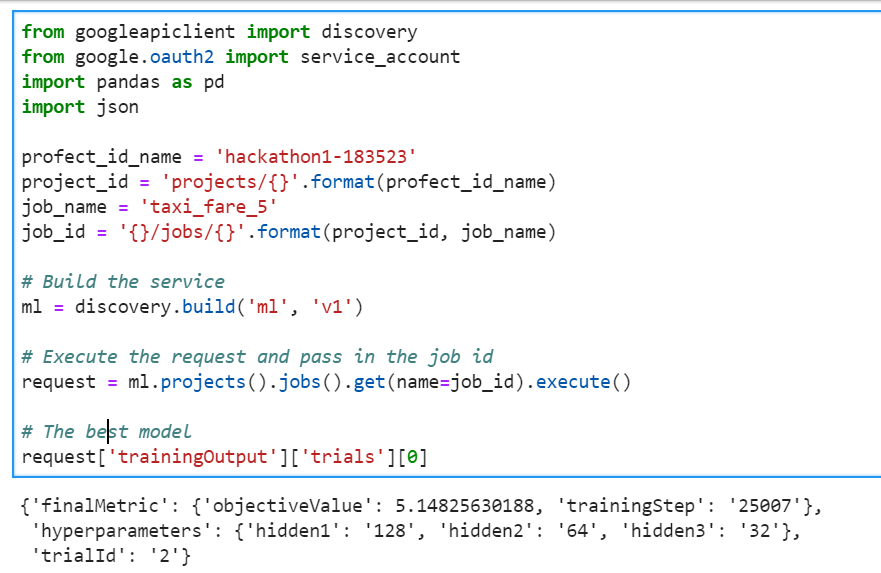 from googleapiclient import discovery
from google.oauth2 import service_account
import pandas as pd
import json
profect_id_name = 'hackathon1-183523'
project_id = 'projects/{}'.format(profect_id_name)
job_name = 'taxi_fare_5'
job_id = '{}/jobs/{}'.format(project_id, job_name)
# Build the service
ml = discovery.build('ml', 'v1')
# Execute the request and pass in the job id
request = ml.projects().jobs().get(name=job_id).execute()
# The best model
request['trainingOutput']['trials'][0]
{'finalMetric': {'objectiveValue': 5.14825630188, 'trainingStep': '25007'},
'hyperparameters': {'hidden1': '128', 'hidden2': '64', 'hidden3': '32'},
'trialId': '2'}